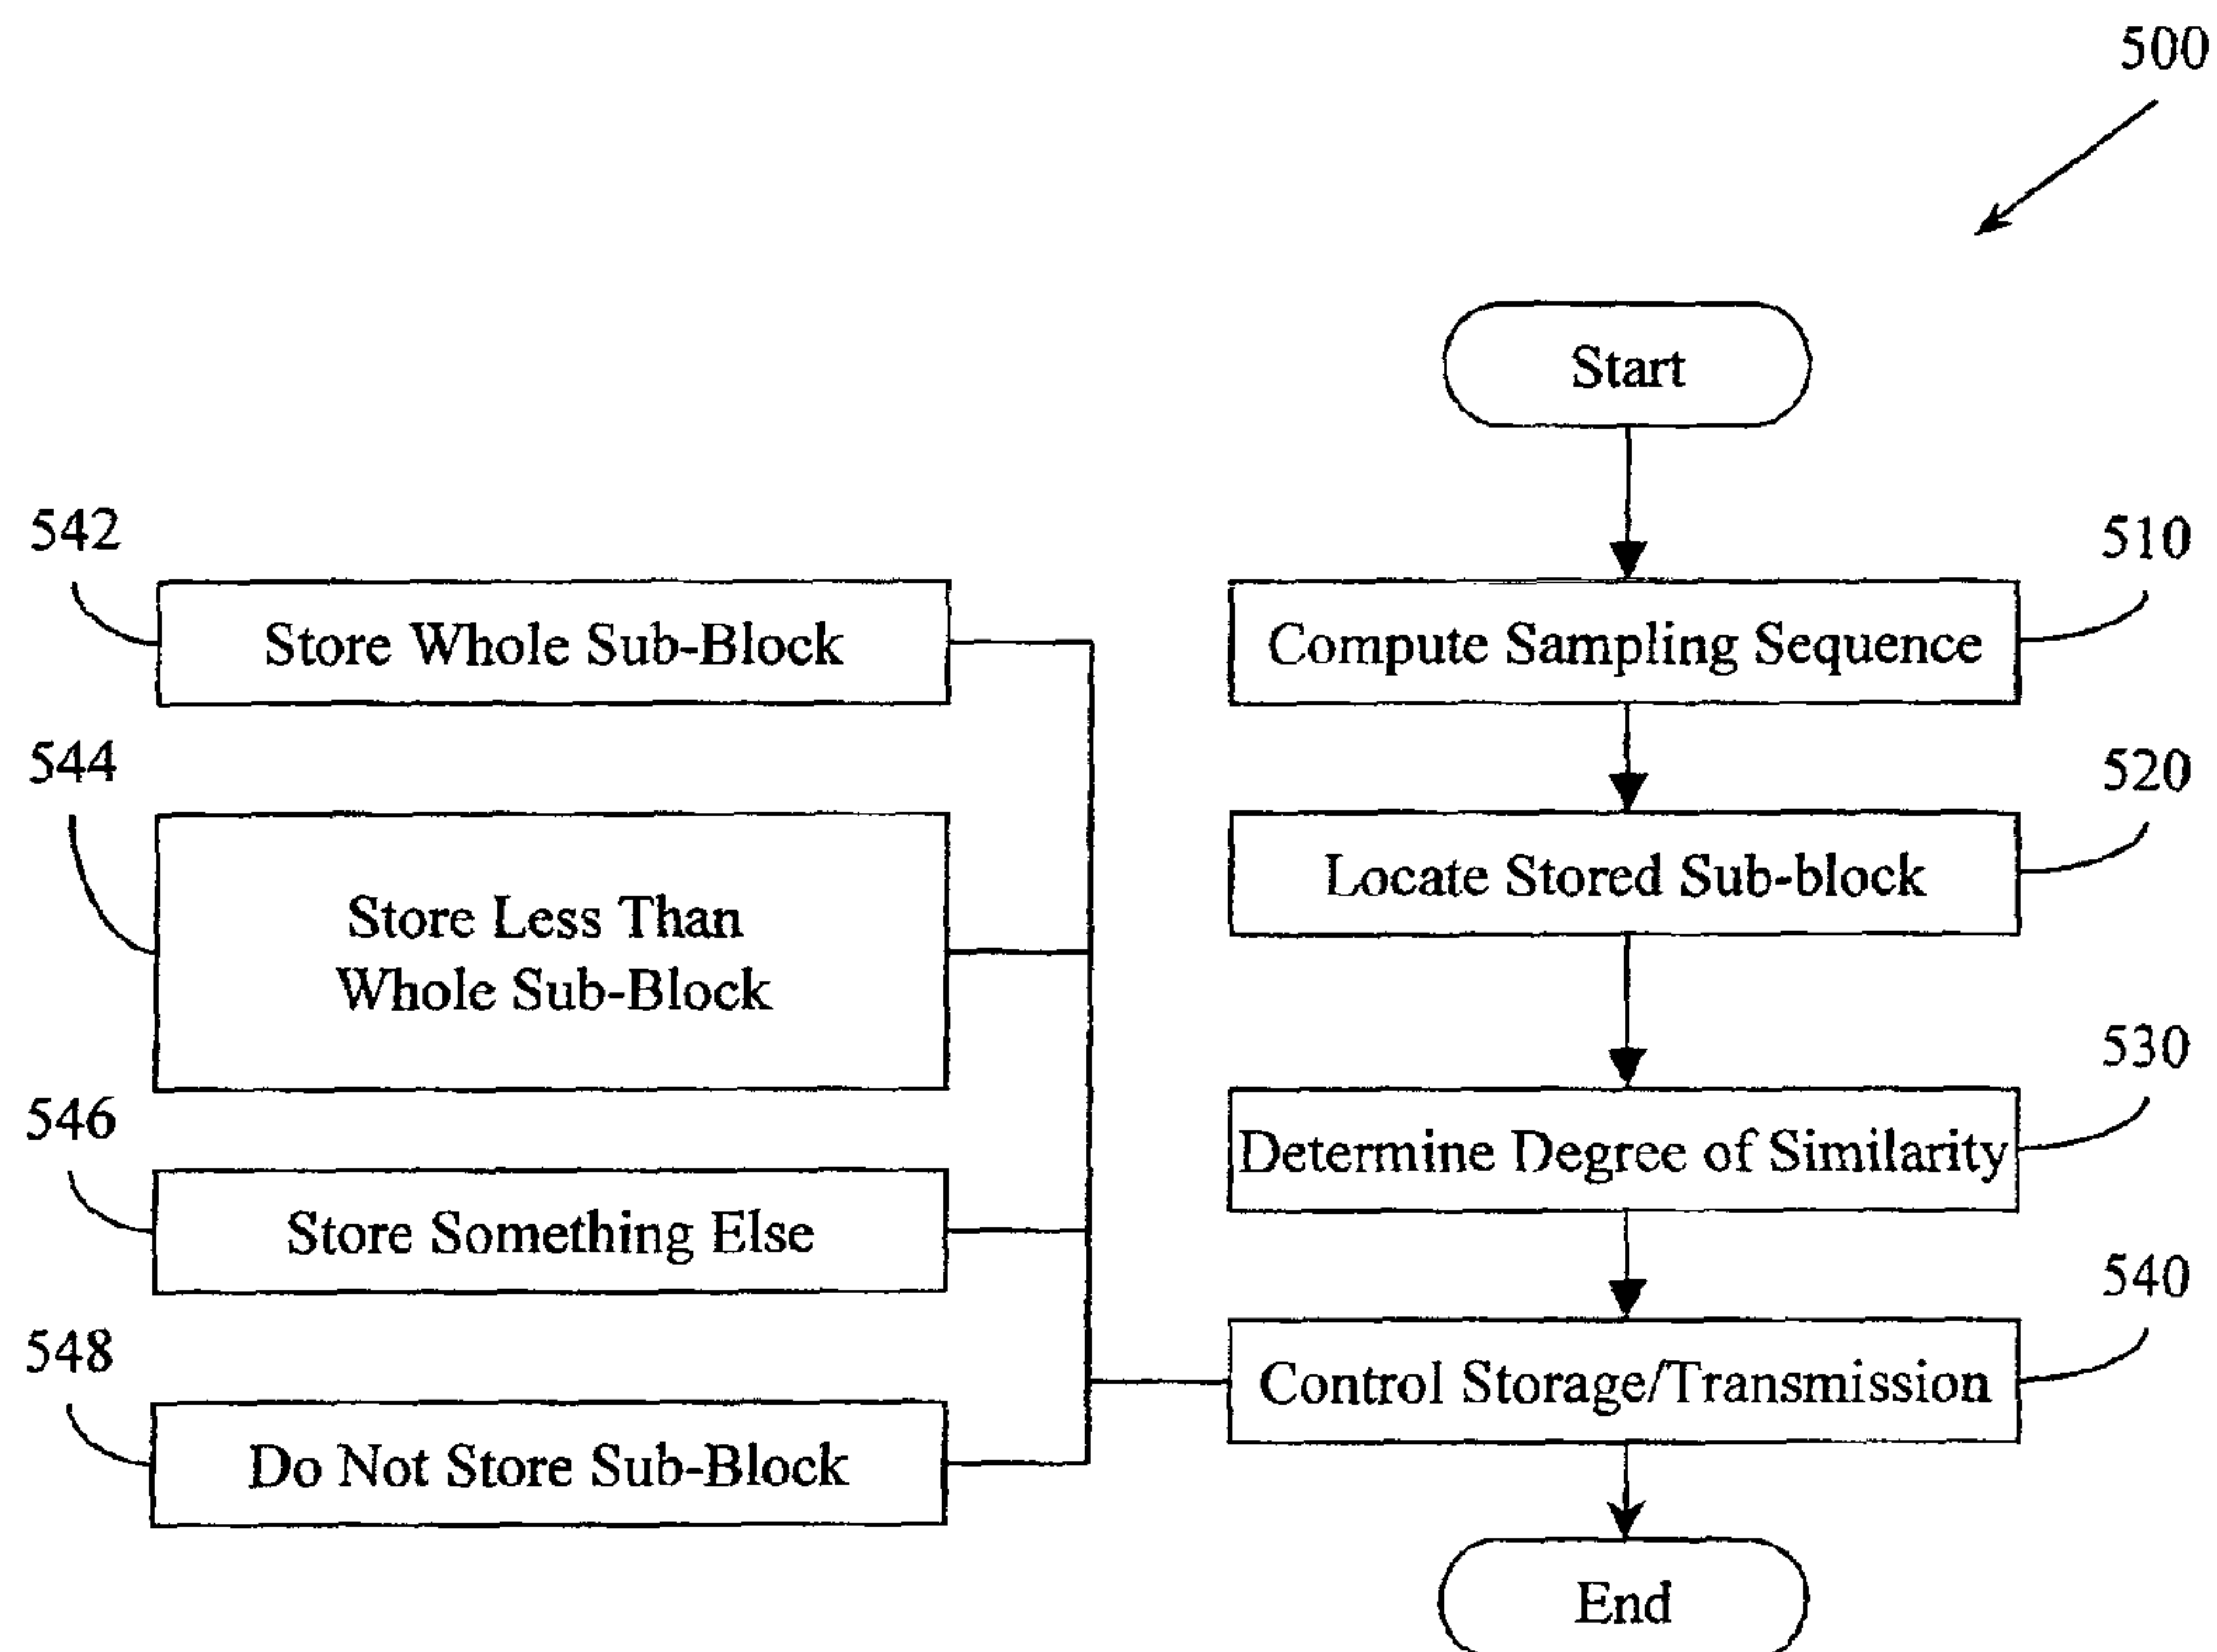 500
Start
542
510
Store Whole Sub-Block
Compute Sampling Sequence
544
520
Store Less Than
Whole Sub-Block
Locate Stored Sub-block
546
530
Store Something Else
Determine Degree of Similarity
548
540
Do Not Store Sub-Block
Control Storage/Transmission
End